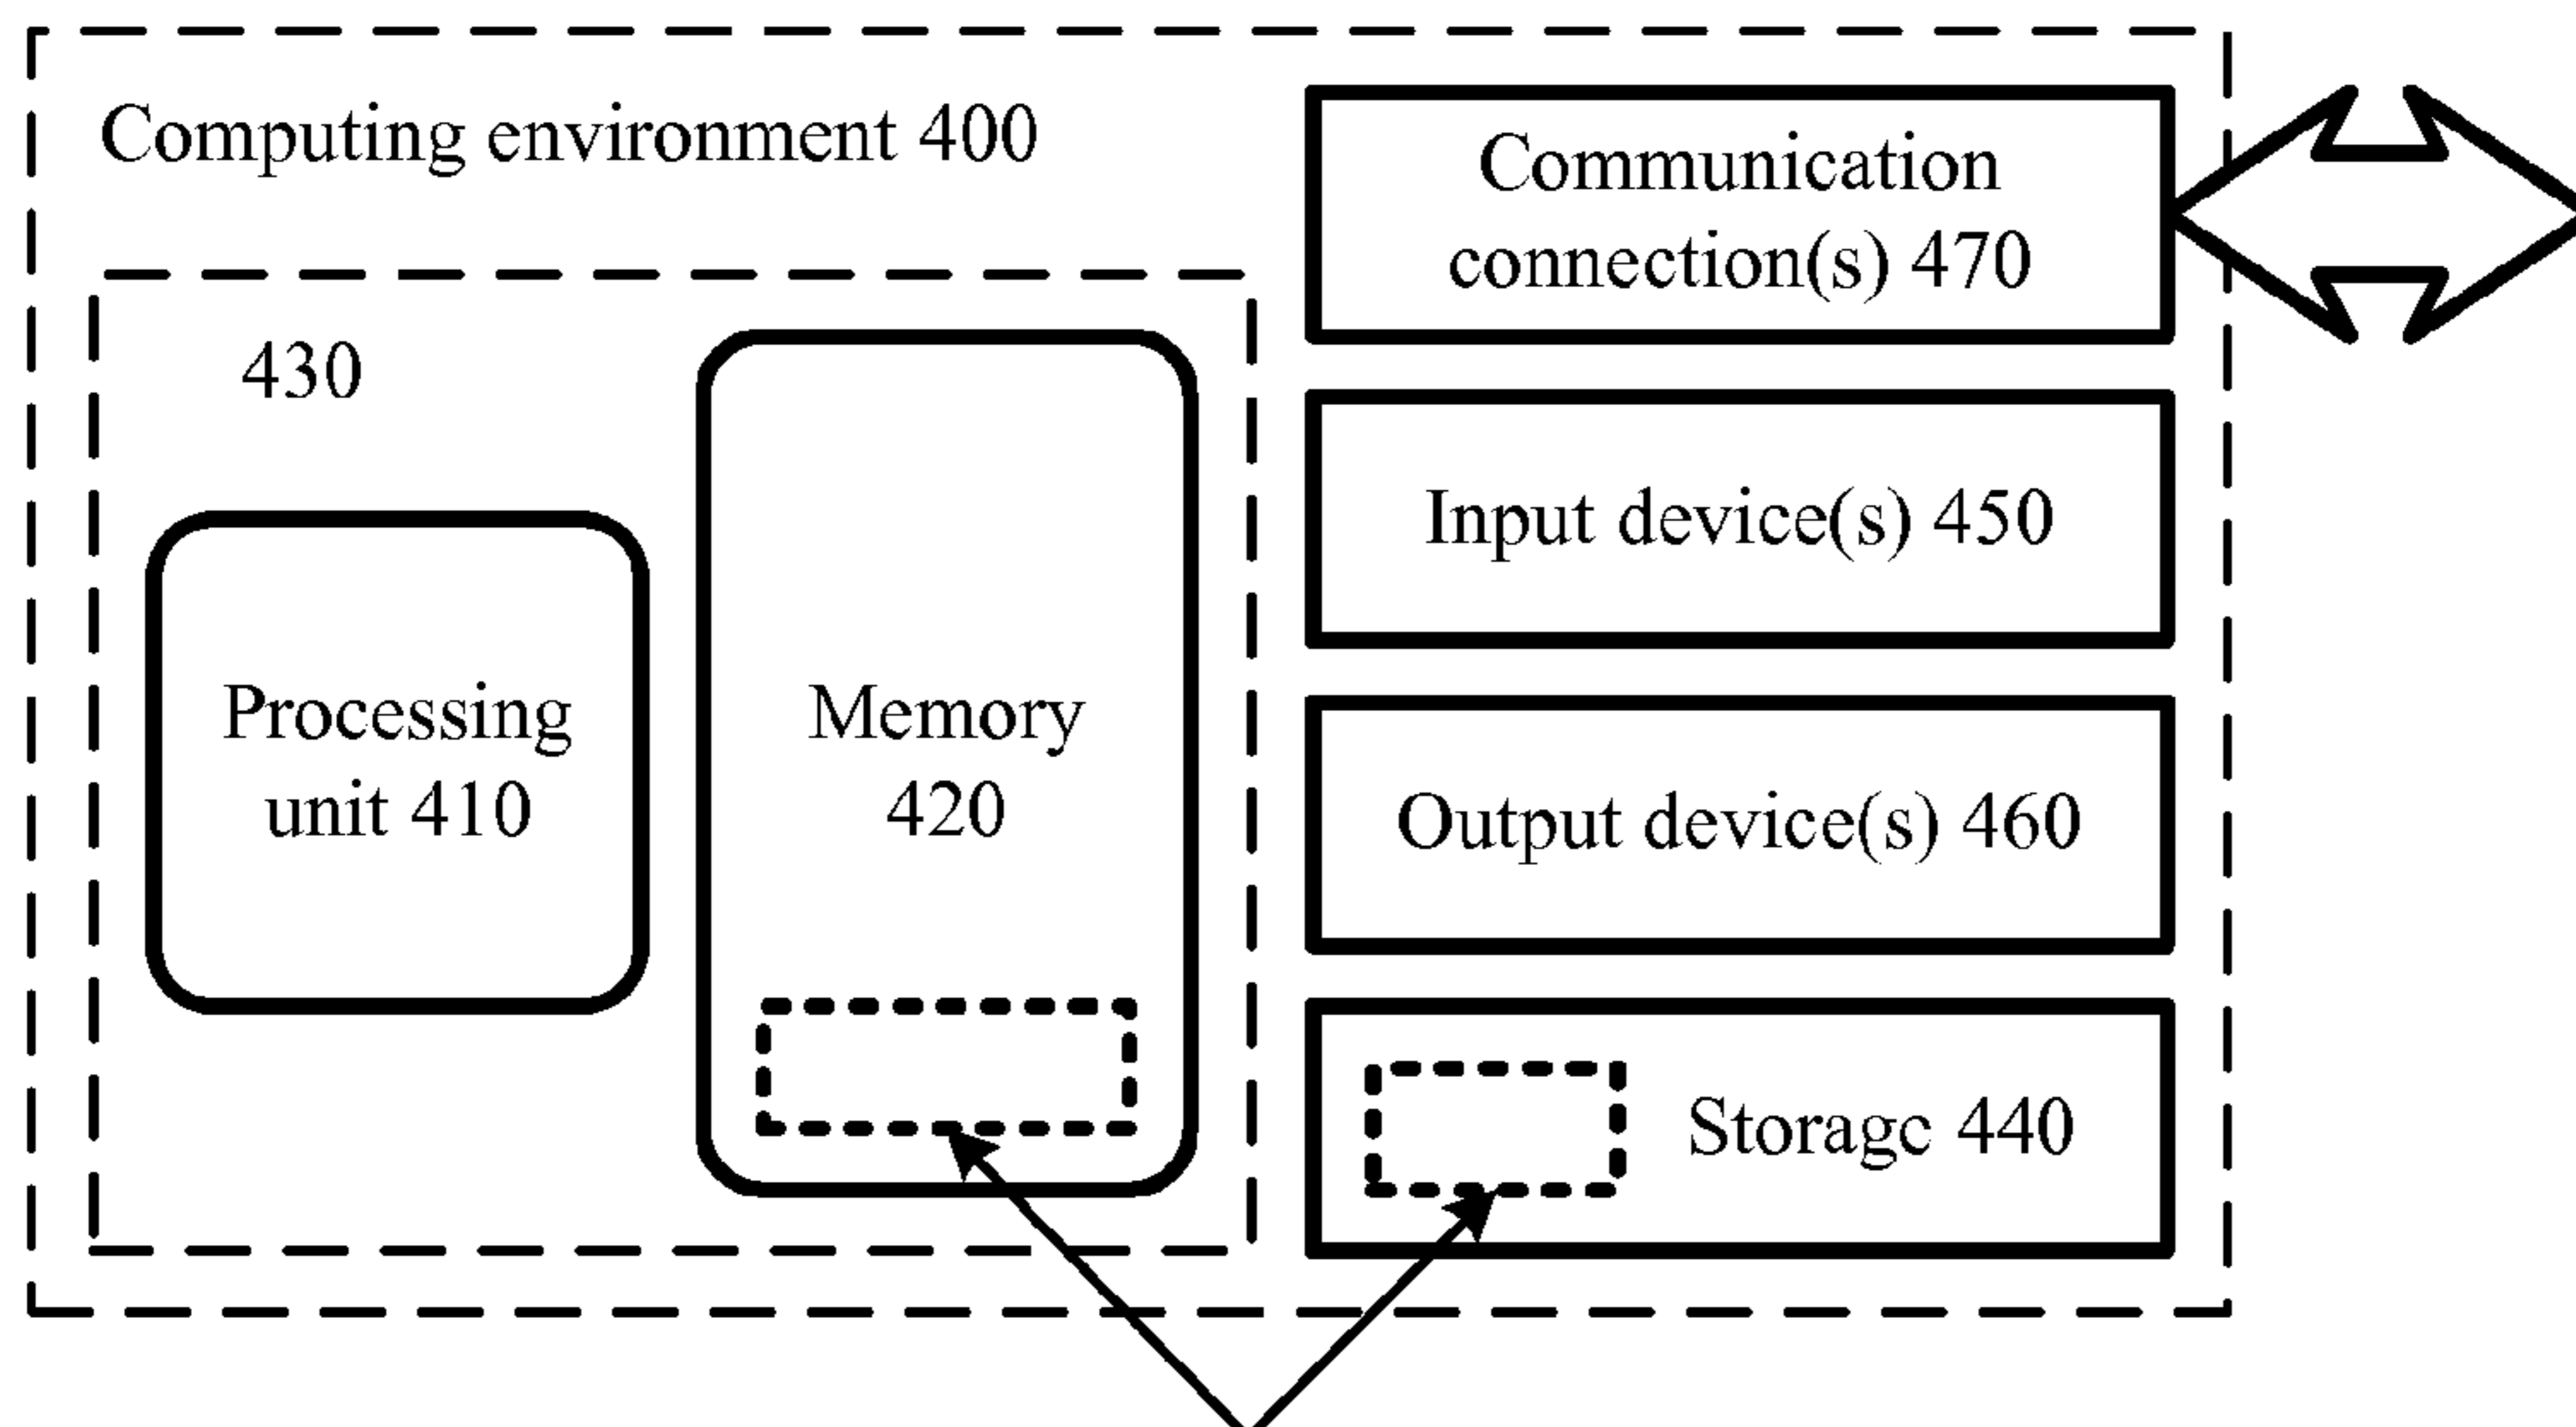 Computing environment 400
Communication
connection(s) 470
430
Input device(s) 450
Processing
unit 410
Memory
420
Output device(s) 460
Storage 440